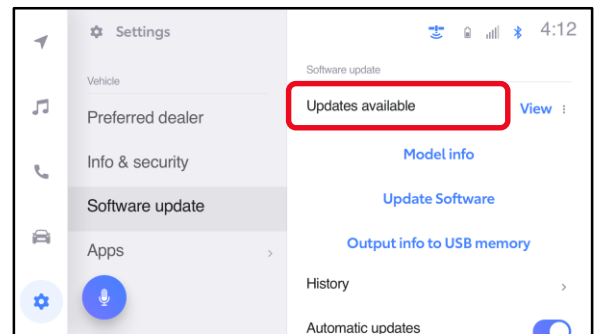 Settings
4:12
Vehicle
Preferred dealer
Info & security
Software update
Apps
Software update
Updates available
View
Model info
Update Software
Output info to USB memory
History
Automatic updates